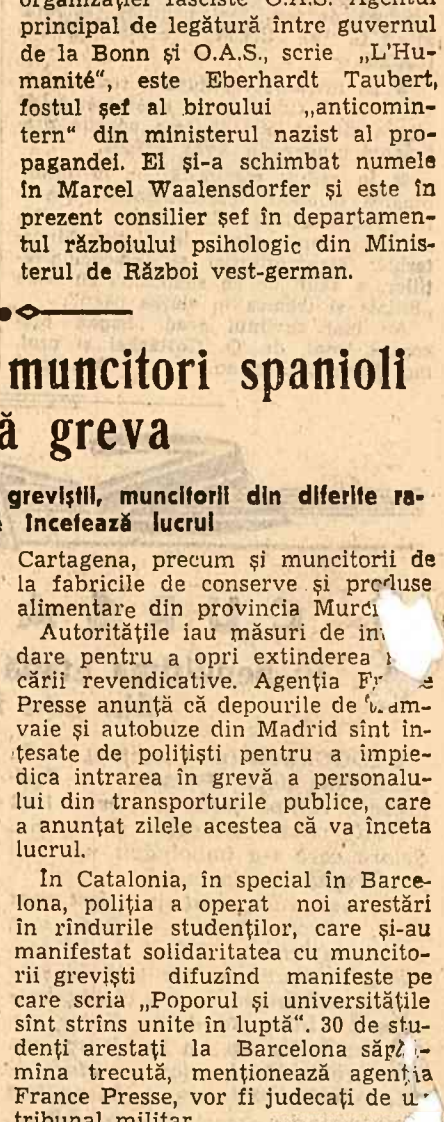 organizației fasciste O.A.S. Agentul
principal de legătură între guvernul
de la Bonn și O.A.S., scrie „L'Hu-
manité“, este Eberhardt Taubert,
fostul șef al biroului „anticomin-
tern“ din ministerul nazist al pro-
pagandei. El și-a schimbat numele
în Marcel Waalensdorfer și este în
prezent consilier șef în departamen-
tul războiului psihologic din Minis-
terul de Război vest-german.
muncitori spanioli
ă greva
greviștii, muncitorii din diferite ra-
e încetează lucrul
Cartagena, precum și muncitorii de
la fabricile de conserve și produse
alimentare din provincia
Autoritățile iau măsuri de
dare pentru a opri extinderea
cării revendicative. Agenția
Presse anunță că depourile de tram-
vaie și autobuze din Madrid sînt în-
țesate de polițiști pentru a împie-
dica intrarea în grevă a personalu-
lui din transporturile publice, care
a anunțat zilele acestea că va înceta
lucrul.
În Catalonia, în special în Barce-
lona, poliția a operat noi arestări
în rîndurile studenților, care și-au
manifestat solidaritatea cu muncito-
rii greviști difuzînd manifeste pe
care scria „Poporul și universitățile
sînt strîns unite în luptă“. 30 de stu-
denți arestați la Barcelona săptă-
mîna trecută, menționează agenția
France Presse, vor fi judecați de
tribunal militar